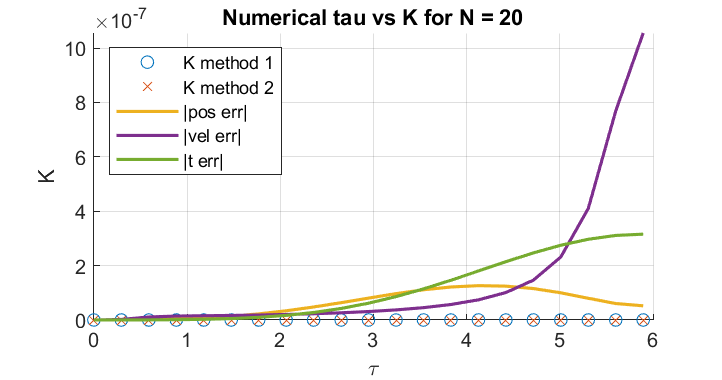 Numerical tau vs K for N = 20
×10⁻⁷
10
8
6
4
2
0
K
K method 1
K method 2
|pos err|
|vel err|
|t err|
0 1 2 3 4 5 6
τ